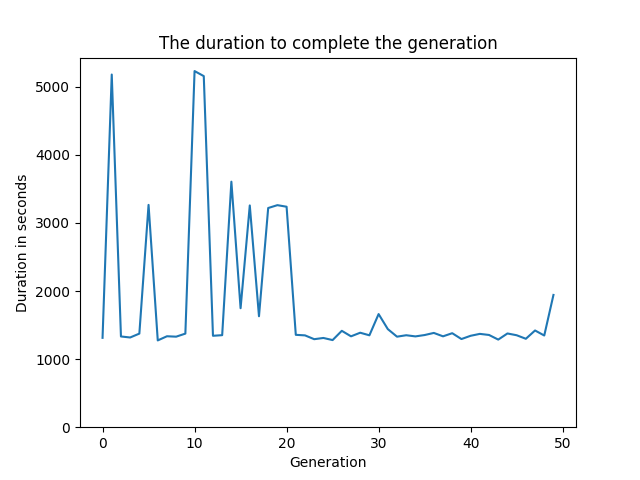 The duration to complete the generation
5000
4000
3000
2000
1000
0
Duration in seconds
0 10 20 30 40 50
Generation